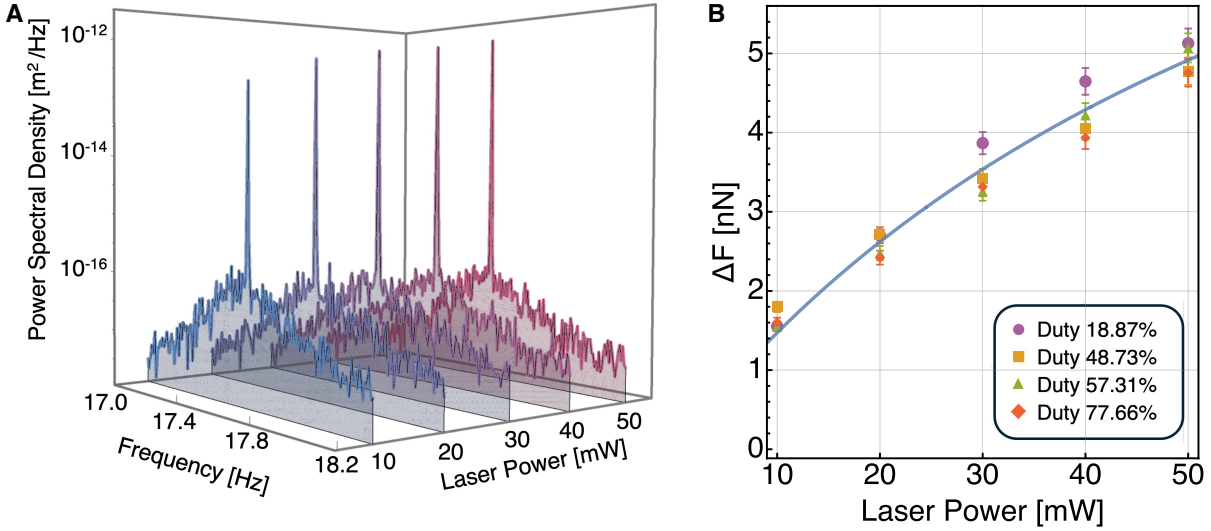 A
Power Spectral Density [m² /Hz]
10⁻¹²
10⁻¹⁴
10⁻¹⁶
17.0
17.4
17.8
18.2
Frequency [Hz]
10
20
30
40
50
Laser Power [mW]
B
ΔF [nN]
5
4
3
2
1
0
10
20
30
40
50
Laser Power [mW]
Duty 18.87%
Duty 48.73%
Duty 57.31%
Duty 77.66%